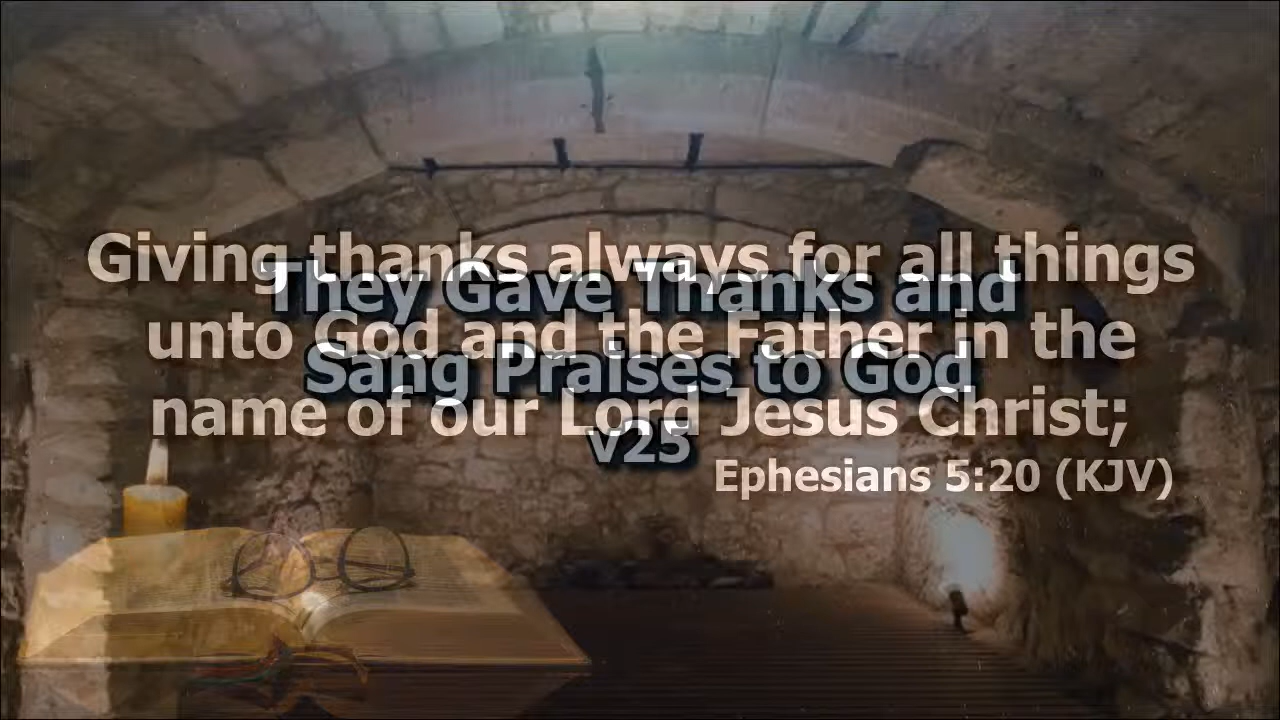 Giving thanks always for all things
unto God and the Father in the
name of our Lord Jesus Christ;
Ephesians 5:20 (KJV)
They Gave Thanks and
Sang Praises to God
v25